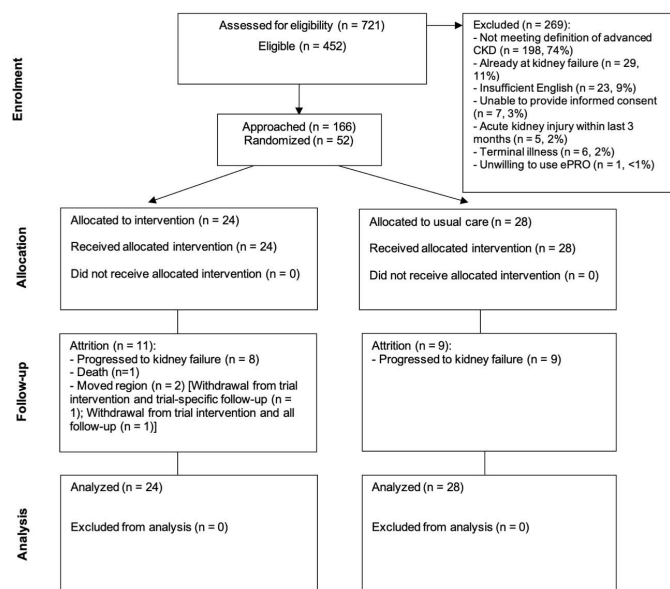 Enrolment
Assessed for eligibility (n = 721)
Eligible (n = 452)
Excluded (n = 269):
- Not meeting definition of advanced
CKD (n = 198, 74%)
- Already at kidney failure (n = 29,
11%)
- Insufficient English (n = 23, 9%)
- Unable to provide informed consent
(n = 7, 3%)
- Acute kidney injury within last 3
months (n = 5, 2%)
- Terminal illness (n = 6, 2%)
- Unwilling to use ePRO (n = 1, <1%)
Approached (n = 166)
Randomized (n = 52)
Allocation
Allocated to intervention (n = 24)
Received allocated intervention (n = 24)
Did not receive allocated intervention (n = 0)
Allocated to usual care (n = 28)
Received allocated intervention (n = 28)
Did not receive allocated intervention (n = 0)
Follow-up
Attrition (n = 11):
- Progressed to kidney failure (n = 8)
- Death (n=1)
- Moved region (n = 2) [Withdrawal from trial
intervention and trial-specific follow-up (n =
1); Withdrawal from trial intervention and all
follow-up (n = 1)]
Attrition (n = 9):
- Progressed to kidney failure (n = 9)
Analysis
Analyzed (n = 24)
Excluded from analysis (n = 0)
Analyzed (n = 28)
Excluded from analysis (n = 0)